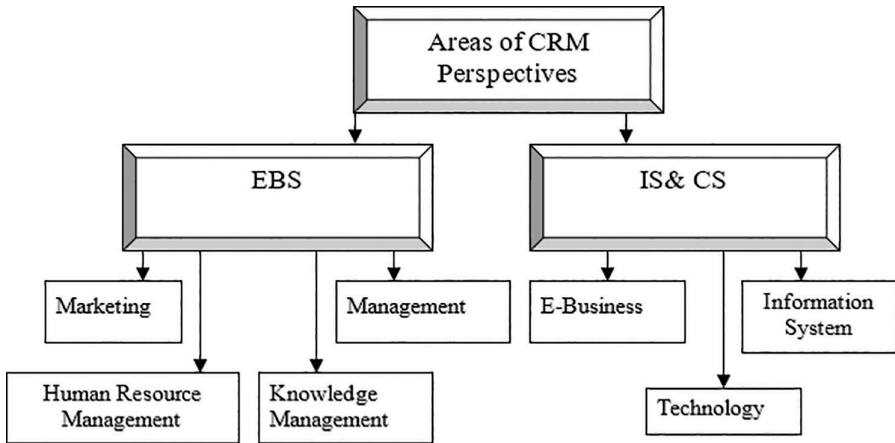 Areas of CRM
Perspectives
EBS
IS& CS
Marketing
Management
E-Business
Information
System
Human Resource
Management
Knowledge
Management
Technology